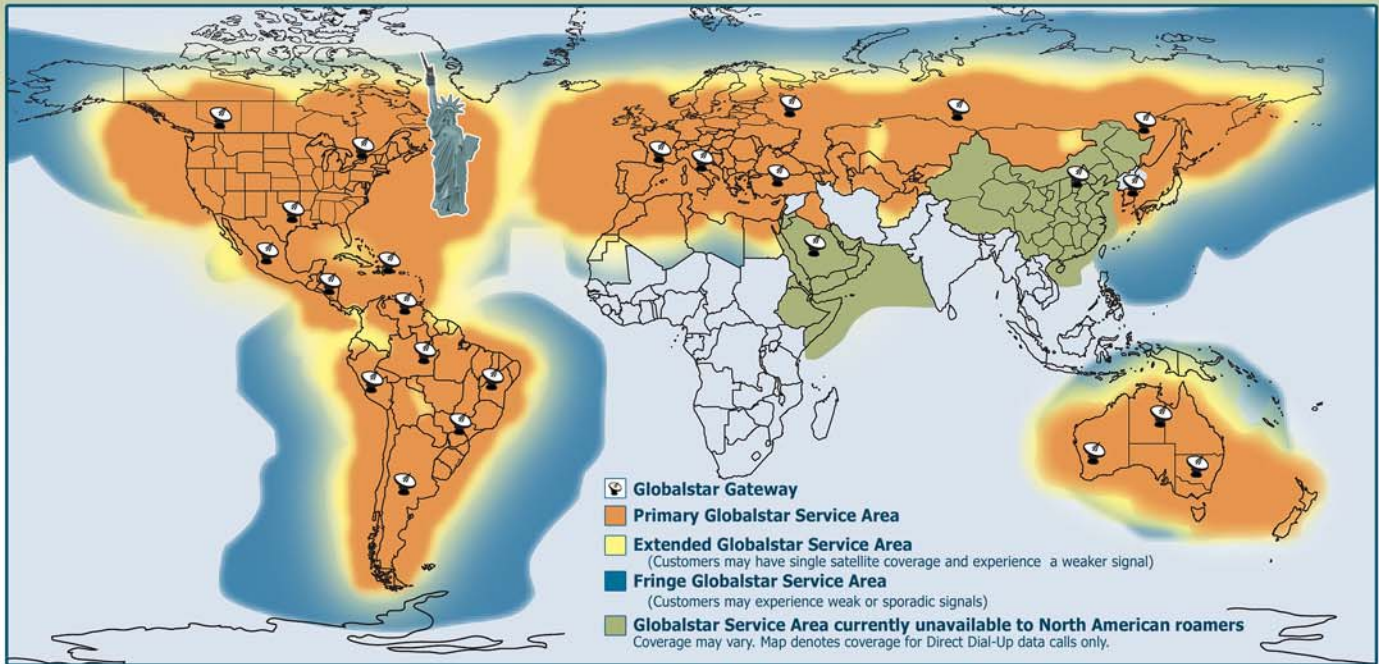 Globalstar Gateway
Primary Globalstar Service Area
Extended Globalstar Service Area
(Customers may have single satellite coverage and experience a weaker signal)
Fringe Globalstar Service Area
(Customers may experience weak or sporadic signals)
Globalstar Service Area currently unavailable to North American roamers
Coverage may vary. Map denotes coverage for Direct Dial-Up data calls only.